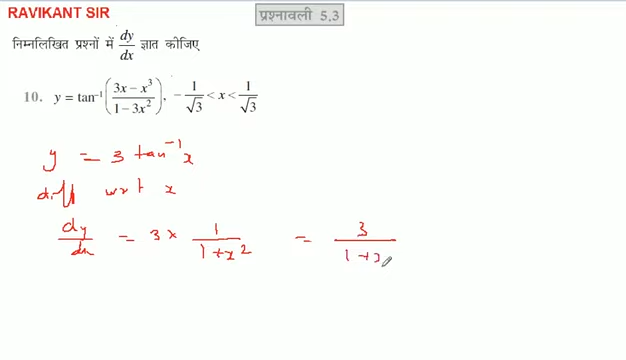 RAVIKANT SIR
प्रश्नावली 5.3
निम्नलिखित प्रश्नों में dy/dx ज्ञात कीजिए
10. y = tan⁻¹((3x − x³)/(1 − 3x²)), − 1/√3 < x < 1/√3
y = 3 tan⁻¹x
diff wrt x
dy/dx = 3 × 1/(1+x²) = 3/(1+x